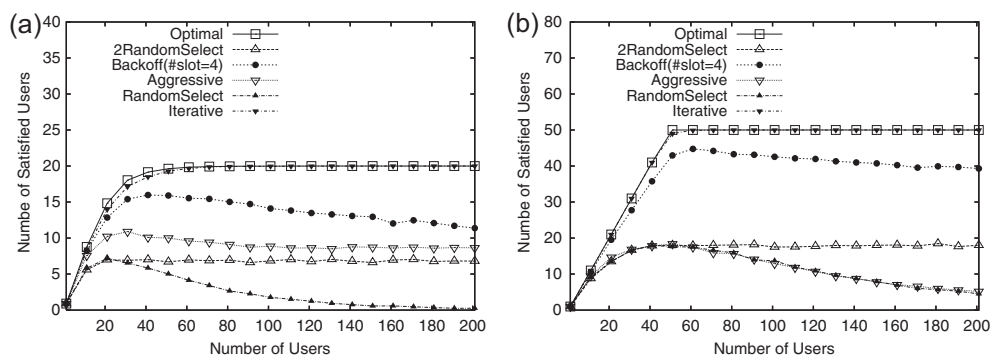 (a)
Numbe of Satisfied Users
40
35
30
25
20
15
10
5
0
Optimal
2RandomSelect
Backoff(#slot=4)
Aggressive
RandomSelect
Iterative
0 20 40 60 80 100 120 140 160 180 200
Number of Users
(b)
Numbe of Satisfied Users
80
70
60
50
40
30
20
10
0
Optimal
2RandomSelect
Backoff(#slot=4)
Aggressive
RandomSelect
Iterative
0 20 40 60 80 100 120 140 160 180 200
Number of Users